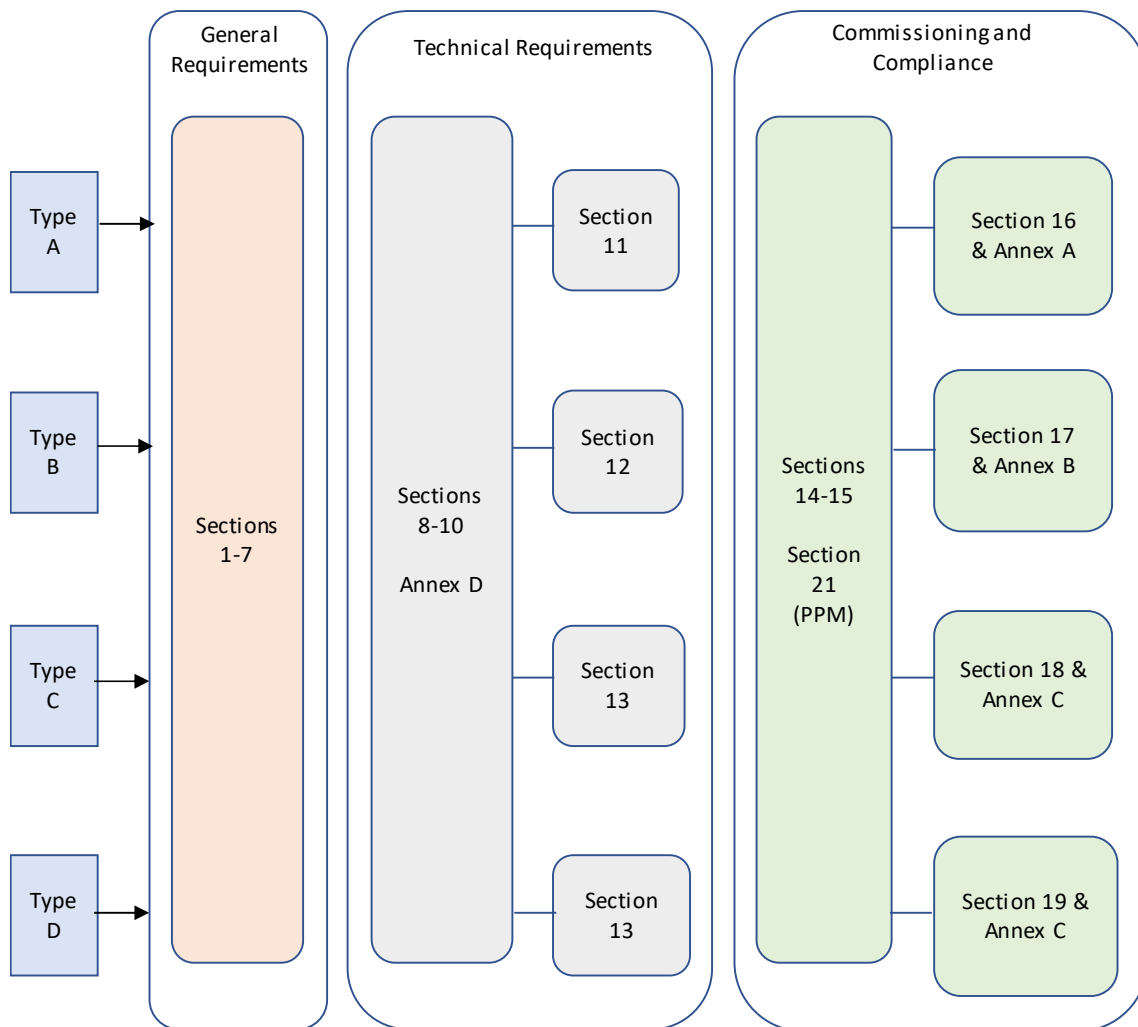 General
Requirements
Technical Requirements
Commissioning and
Compliance
Type
A
Type
B
Type
C
Type
D
Sections
1-7
Sections
8-10
Annex D
Section
11
Section
12
Section
13
Section
13
Sections
14-15
Section
21
(PPM)
Section 16
& Annex A
Section 17
& Annex B
Section 18 &
Annex C
Section 19 &
Annex C